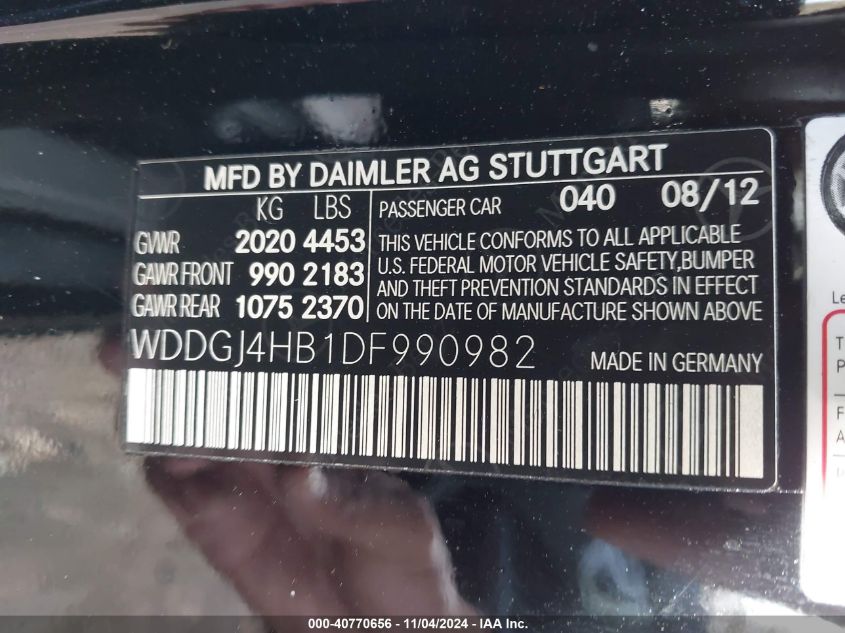 MFD BY DAIMLER AG STUTTGART
KG LBS
GVWR 2020 4453
GAWR FRONT 990 2183
GAWR REAR 1075 2370
PASSENGER CAR 040 08/12
THIS VEHICLE CONFORMS TO ALL APPLICABLE
U.S. FEDERAL MOTOR VEHICLE SAFETY,BUMPER
AND THEFT PREVENTION STANDARDS IN EFFECT
ON THE DATE OF MANUFACTURE SHOWN ABOVE
WDDGJ4HB1DF990982 MADE IN GERMANY
000-40770656 - 11/04/2024 - IAA Inc.